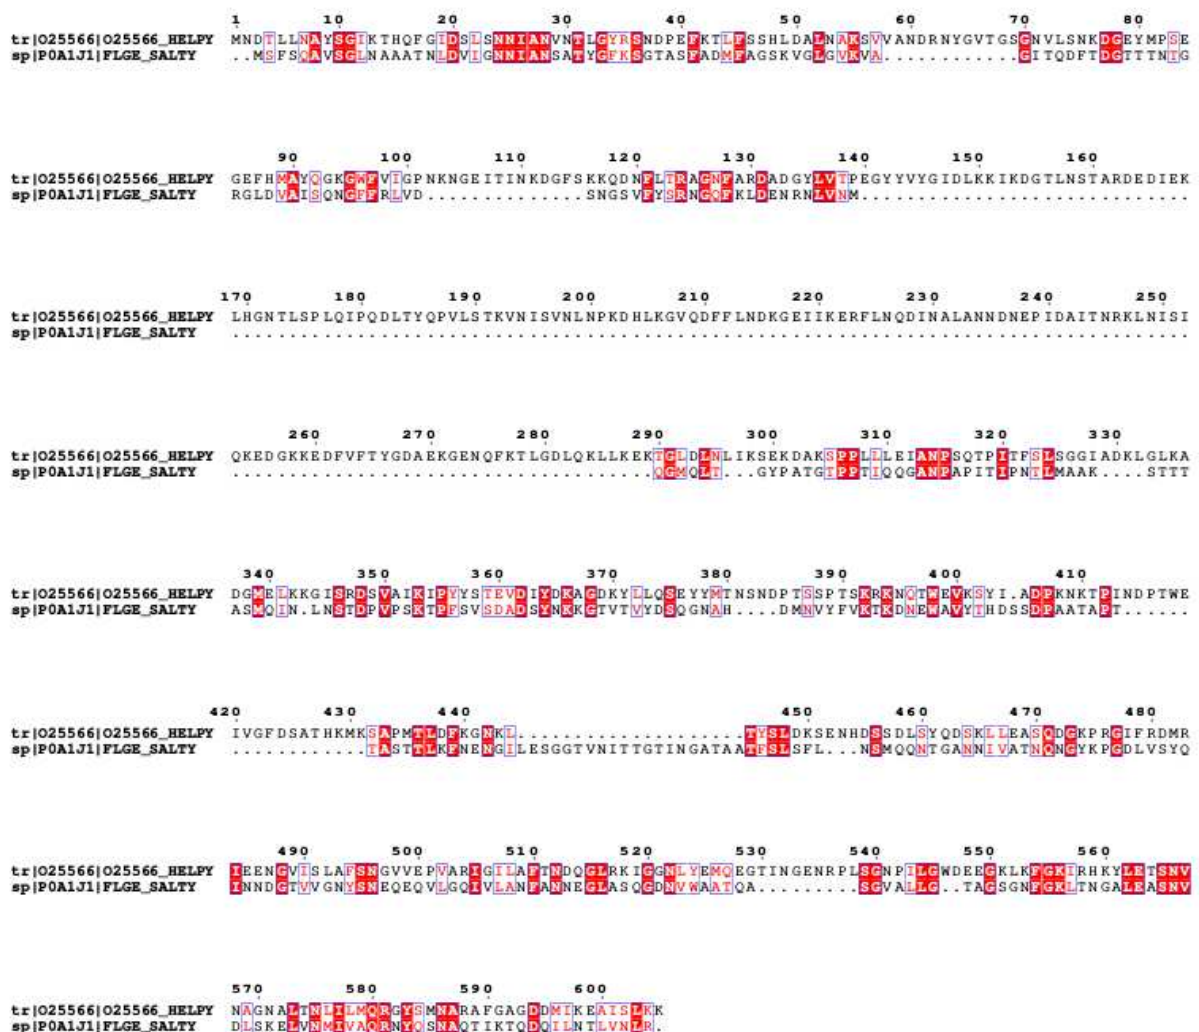 1 10 20 30 40 50 60 70 80
tr|O25566|O25566_HELPY MNDTLLNAYSGIKTHQFGIDSLSNNIANVNTLGYRSNDPEFKTLFSSHLDALNAKSVVANDRNYGVTGSGNVLSNKDGEYMPSE
sp|P0A1J1|FLGE_SALTY ..MSFSQAVSGLNAAATNLDVIGNNIANSATYGFKSGTASFADMFAGSKVGLGVKVA............GITQDFTDGTTTNIG
90 100 110 120 130 140 150 160
tr|O25566|O25566_HELPY GEFHMAYQGKGWFVIGPNKNGEITINKDGFSKKQDNFLTRAGNFARDADGYLVTPEGYYVYGIDLKKIKDGTLNSTARDEDIEK
sp|P0A1J1|FLGE_SALTY RGLDVAISQNGFFRLVD..............SNGSVFYSRNGQFKLDENRNLVNM.............................
170 180 190 200 210 220 230 240 250
tr|O25566|O25566_HELPY LHGNTLSPLQIPQDLTYQPVLSTKVNISVNLNPKDHLKGVQDFFLNDKGEIIKERFLNQDINALANNDNEPIDAITNRKLNISI
sp|P0A1J1|FLGE_SALTY ....................................................................................
260 270 280 290 300 310 320 330
tr|O25566|O25566_HELPY QKEDGKKEDFVFTYGDAEKGENQFKTLGDLQKLLKEKTGLDLNLIKSEKDAKSPPLLLEIANPSQTPITFSLSGGIADKLGLKA
sp|P0A1J1|FLGE_SALTY .....................................QGMQLT...GYPATGTPPTIQQGANPAPITIPNTLMAAK....STTT
340 350 360 370 380 390 400 410
tr|O25566|O25566_HELPY DGMELKKGISRDSVAIKIPYYSTEVDIYDKAGDKYLLQSEYYMTNSNDPTSSPTSKRKNQTWEVKSYI.ADPKNKTPINDPTWE
sp|P0A1J1|FLGE_SALTY ASMQIN.LNSTDPVPSKTPFSVSDADSYNKKGTVTVYDSQGNAH....DMNVYFVKTKDNEWAVYTHDSSDPAATAPT......
420 430 440 450 460 470 480
tr|O25566|O25566_HELPY IVGFDSATHKMKSAPMTLDFKGNKL....................TYSLDKSENHDSSDLSYQDSKLLEASQDGKPRGIFRDMR
sp|P0A1J1|FLGE_SALTY ............TASTTLKFNENGILESGGTVNITTGTINGATAATFSLSFL...NSMQQNTGANNIVATNQNGYKPGDLVSYQ
490 500 510 520 530 540 550 560
tr|O25566|O25566_HELPY IEENGVISLAFSNGVVEPVARIGILAFTNDQGLRKIGGNLYEMQEGTINGENRPLSGNPILGWDEEGKLKFGKIRHKYLETSNV
sp|P0A1J1|FLGE_SALTY INNDGTVVGNYSNEQEQVLGQIVLANFANNEGLASQGDNVWAATQA.........SGVALLG..TAGSGNFGKLTNGALEASNV
570 580 590 600
tr|O25566|O25566_HELPY NAGNALTNLILMQRGYSMNARAFGAGDDMIKEAISLKK
sp|P0A1J1|FLGE_SALTY DLSKELVNMIVAQRNYQSNAQTIKTQDQILNTLVNLR.